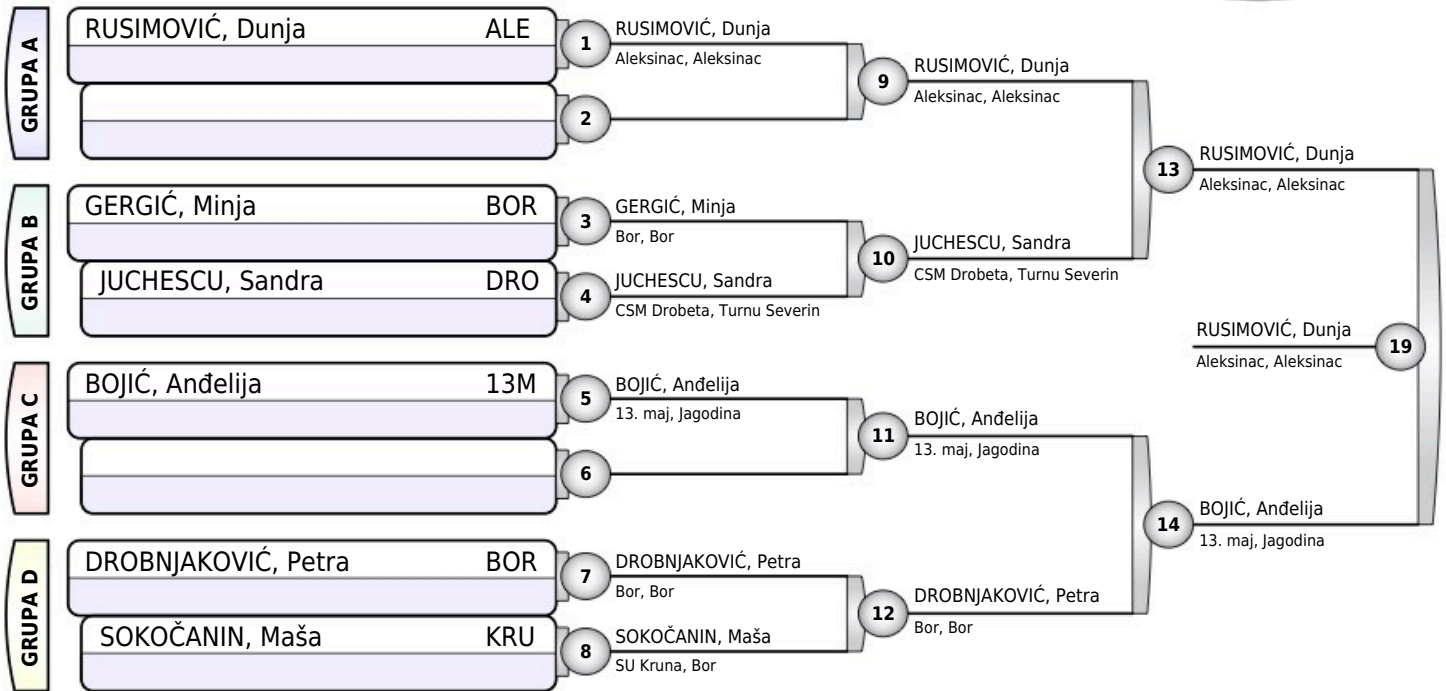 GRUPA A
RUSIMOVIĆ, Dunja ALE
1
2
GRUPA B
GERGIĆ, Minja BOR
JUCHESCU, Sandra DRO
3
4
GRUPA C
BOJIĆ, Anđelija 13M
5
6
GRUPA D
DROBNJAKOVIĆ, Petra BOR
SOKOČANIN, Maša KRU
7
8
RUSIMOVIĆ, Dunja
Aleksinac, Aleksinac
GERGIĆ, Minja
Bor, Bor
JUCHESCU, Sandra
CSM Drobeta, Turnu Severin
BOJIĆ, Anđelija
13. maj, Jagodina
DROBNJAKOVIĆ, Petra
Bor, Bor
SOKOČANIN, Maša
SU Kruna, Bor
9
RUSIMOVIĆ, Dunja
Aleksinac, Aleksinac
10
JUCHESCU, Sandra
CSM Drobeta, Turnu Severin
11
BOJIĆ, Anđelija
13. maj, Jagodina
12
DROBNJAKOVIĆ, Petra
Bor, Bor
13
RUSIMOVIĆ, Dunja
Aleksinac, Aleksinac
14
BOJIĆ, Anđelija
13. maj, Jagodina
RUSIMOVIĆ, Dunja
Aleksinac, Aleksinac
19